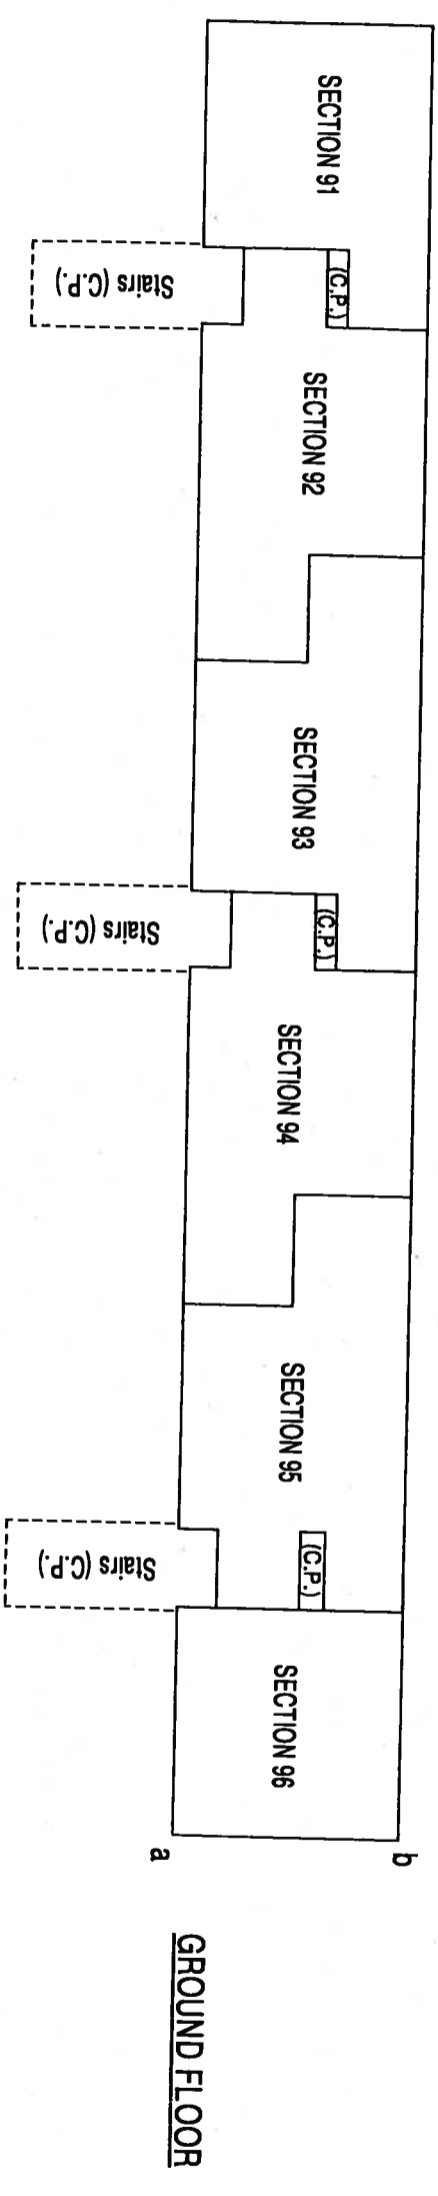 SECTION 91
(C.P.)
Stairs (C.P.)
SECTION 92
SECTION 93
(C.P.)
Stairs (C.P.)
SECTION 94
SECTION 95
(C.P.)
Stairs (C.P.)
SECTION 96
a
b
GROUND FLOOR